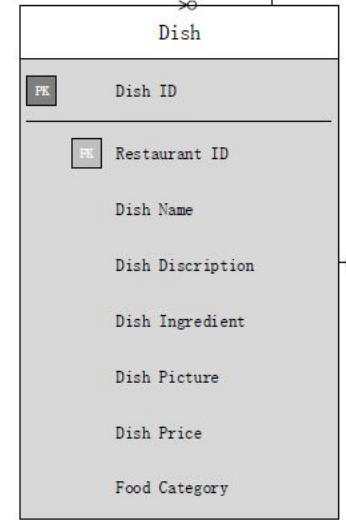 Dish
PK Dish ID
FK Restaurant ID
Dish Name
Dish Discription
Dish Ingredient
Dish Picture
Dish Price
Food Category